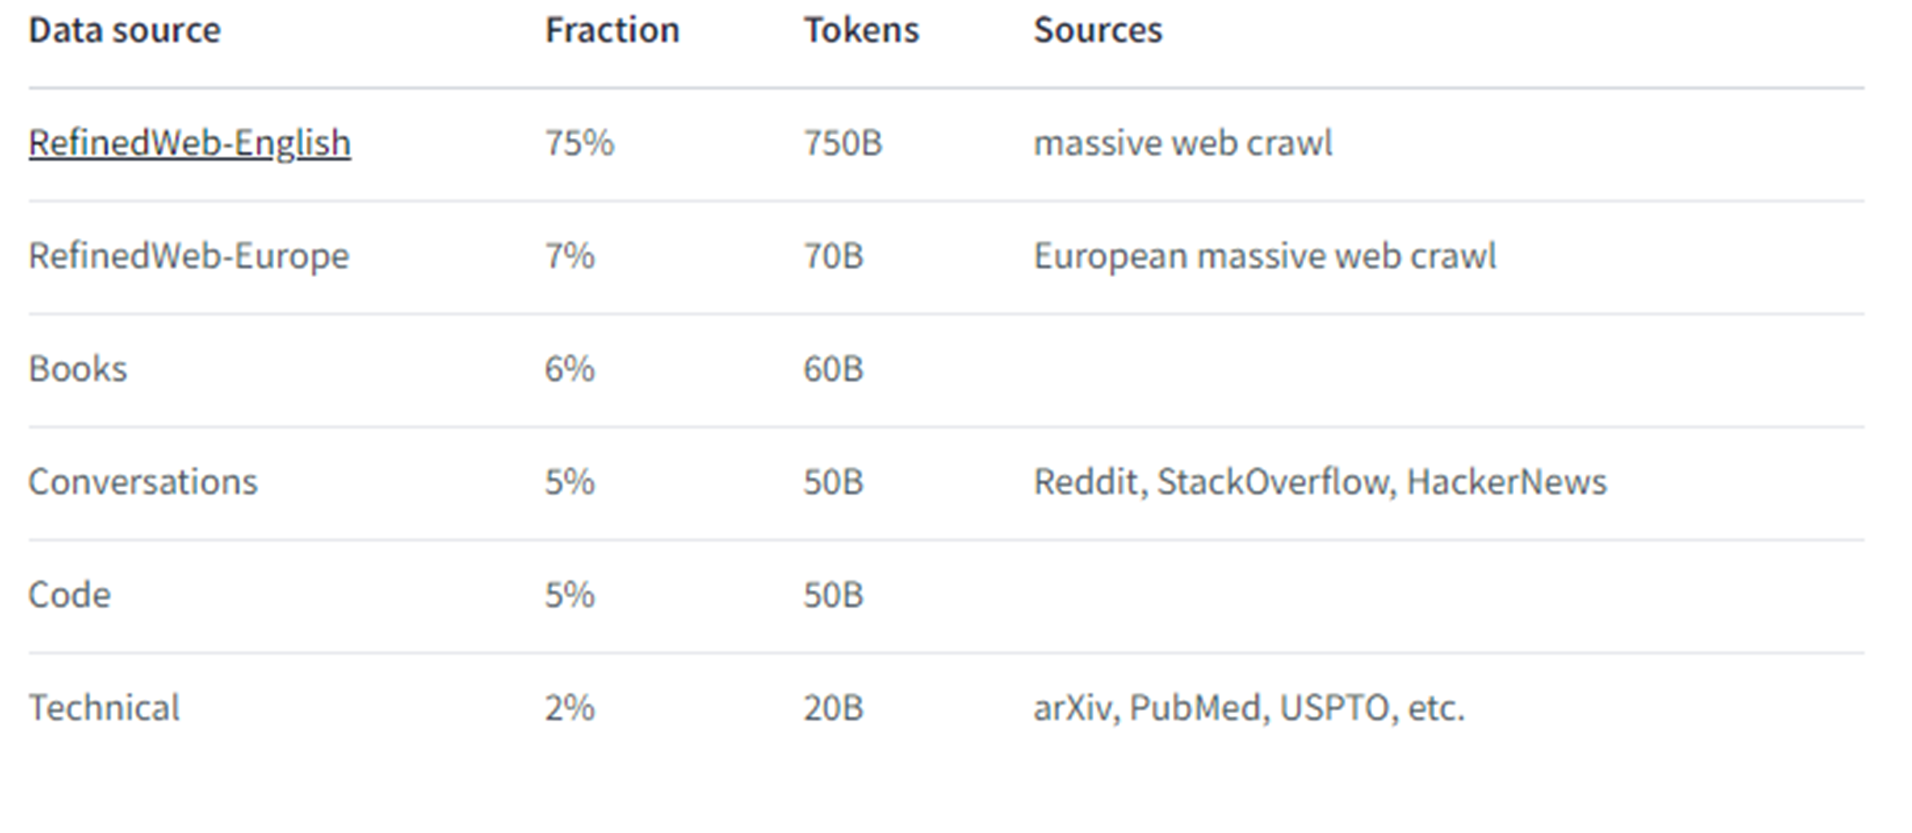 Data source Fraction Tokens Sources
RefinedWeb-English 75% 750B massive web crawl
RefinedWeb-Europe 7% 70B European massive web crawl
Books 6% 60B
Conversations 5% 50B Reddit, StackOverflow, HackerNews
Code 5% 50B
Technical 2% 20B arXiv, PubMed, USPTO, etc.